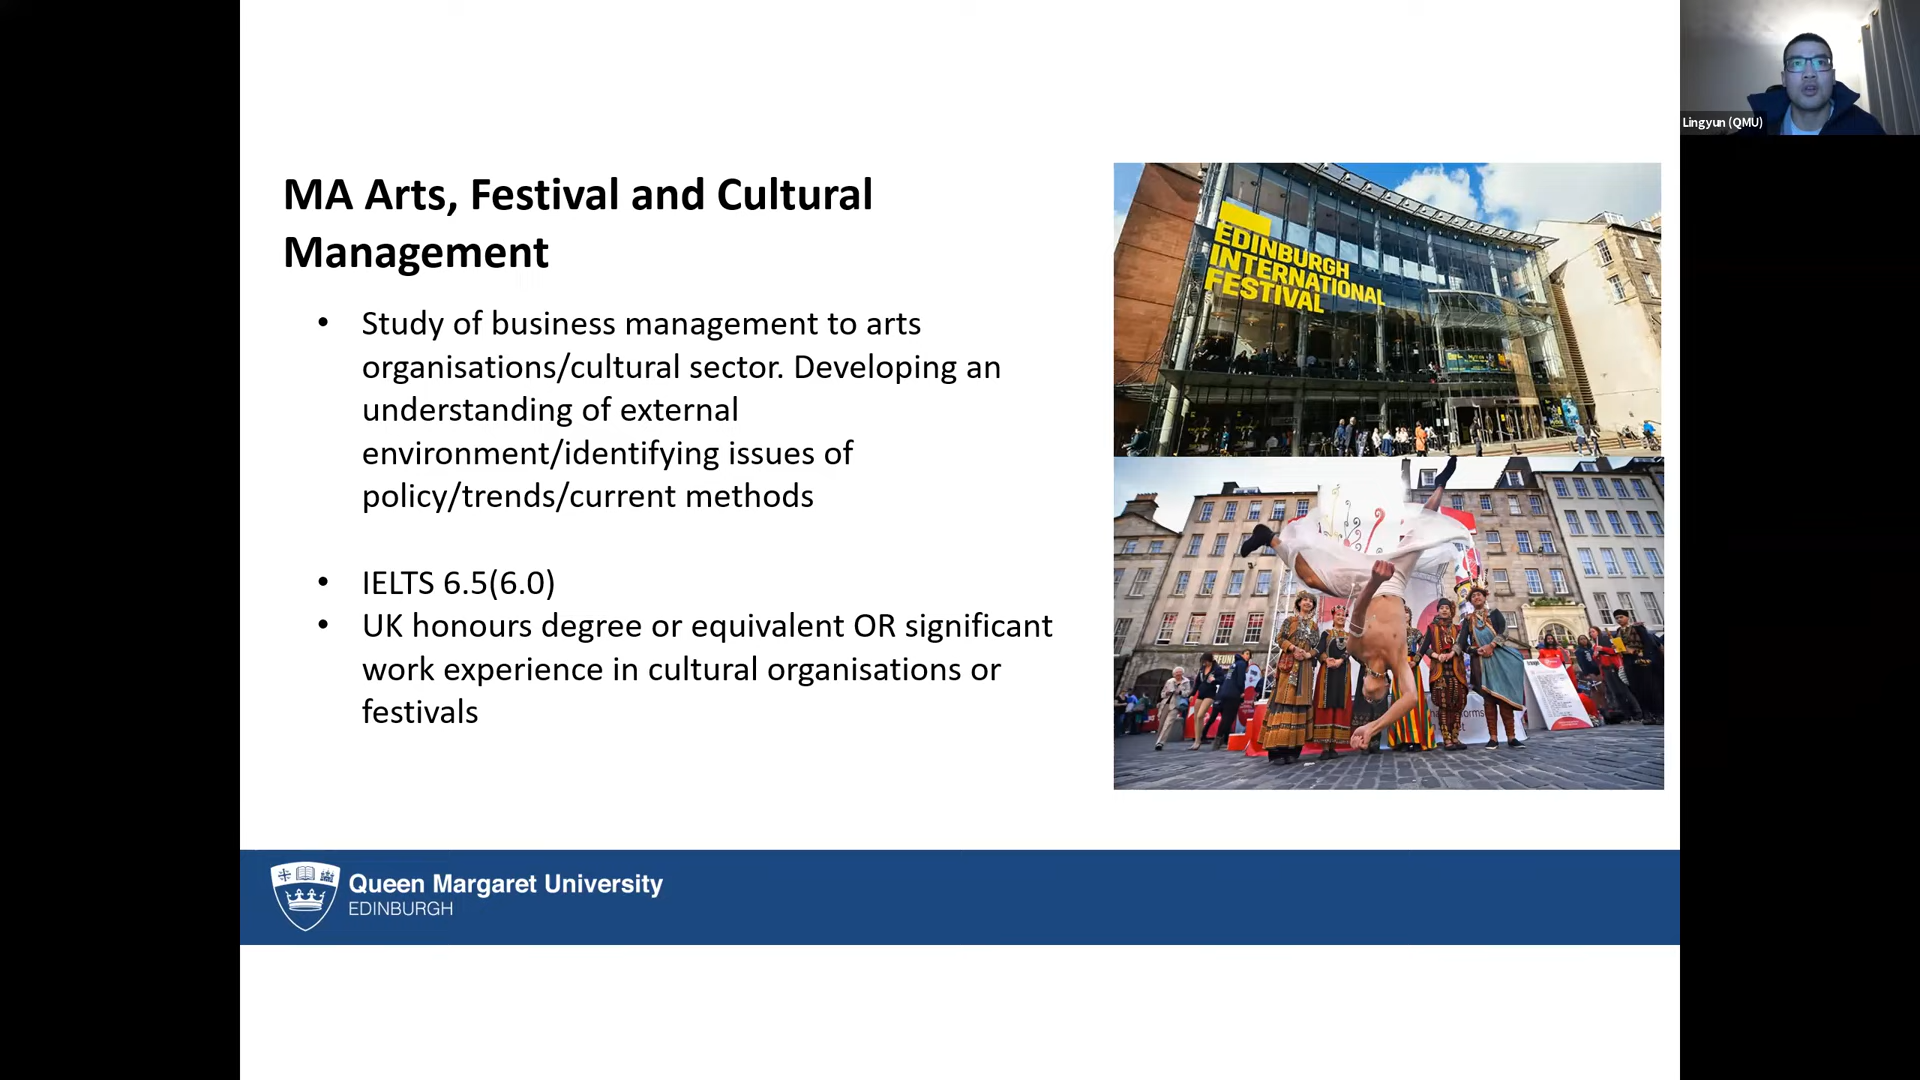 Lingyun (QMU)
MA Arts, Festival and Cultural
Management
• Study of business management to arts
organisations/cultural sector. Developing an
understanding of external
environment/identifying issues of
policy/trends/current methods
• IELTS 6.5(6.0)
• UK honours degree or equivalent OR significant
work experience in cultural organisations or
festivals
EDINBURGH
INTERNATIONAL
FESTIVAL
Queen Margaret University
EDINBURGH